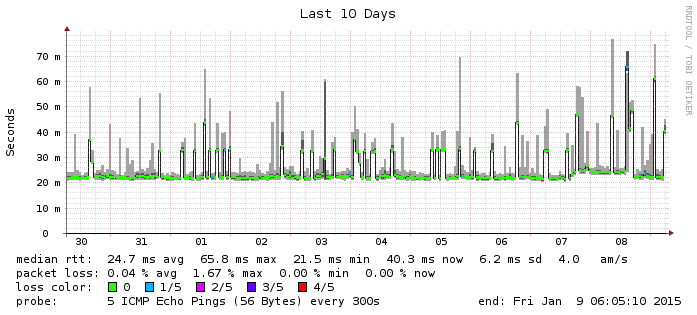 Last 10 Days
RRDTOOL / TOBI OETIKER
Seconds
70 m
60 m
50 m
40 m
30 m
20 m
10 m
0
30 31 01 02 03 04 05 06 07 08
median rtt: 24.7 ms avg 65.8 ms max 21.5 ms min 40.3 ms now 6.2 ms sd 4.0 am/s
packet loss: 0.04 % avg 1.67 % max 0.00 % min 0.00 % now
loss color: 0 1/5 2/5 3/5 4/5
probe: 5 ICMP Echo Pings (56 Bytes) every 300s end: Fri Jan 9 06:05:10 2015